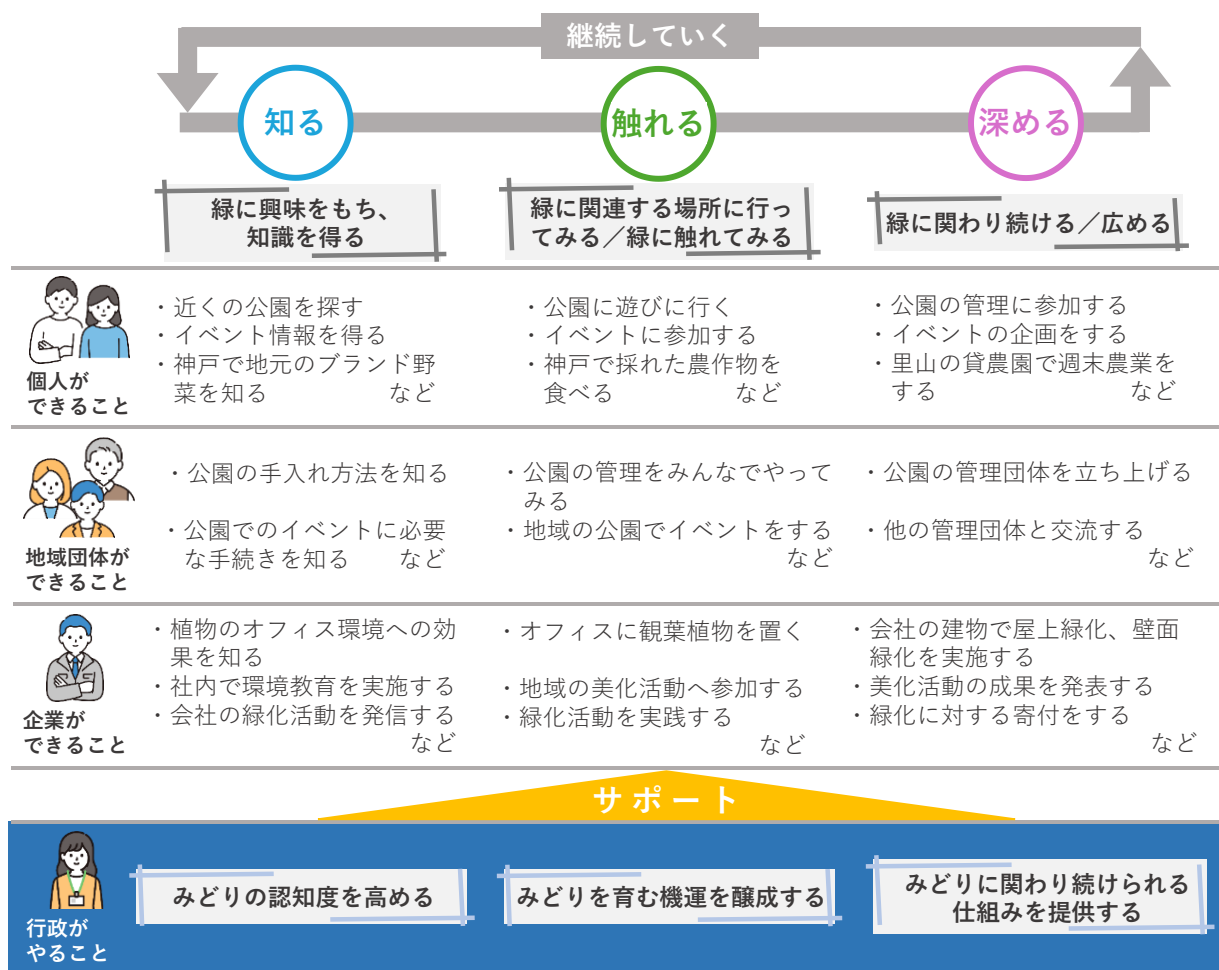 継続していく
知る
触れる
深める
緑に興味をもち、
知識を得る
緑に関連する場所に行っ
てみる／緑に触れてみる
緑に関わり続ける／広める
個人が
できること
・近くの公園を探す
・イベント情報を得る
・神戸で地元のブランド野
菜を知る など
・公園に遊びに行く
・イベントに参加する
・神戸で採れた農作物を
食べる など
・公園の管理に参加する
・イベントの企画をする
・里山の貸農園で週末農業を
する など
地域団体が
できること
・公園の手入れ方法を知る
・公園でのイベントに必要
な手続きを知る など
・公園の管理をみんなでやって
みる
・地域の公園でイベントをする
など
・公園の管理団体を立ち上げる
・他の管理団体と交流する
など
企業が
できること
・植物のオフィス環境への効
果を知る
・社内で環境教育を実施する
・会社の緑化活動を発信する
など
・オフィスに観葉植物を置く
・地域の美化活動へ参加する
・緑化活動を実践する
など
・会社の建物で屋上緑化、壁面
緑化を実施する
・美化活動の成果を発表する
・緑化に対する寄付をする
など
サポート
行政が
やること
みどりの認知度を高める
みどりを育む機運を醸成する
みどりに関わり続けられる
仕組みを提供する